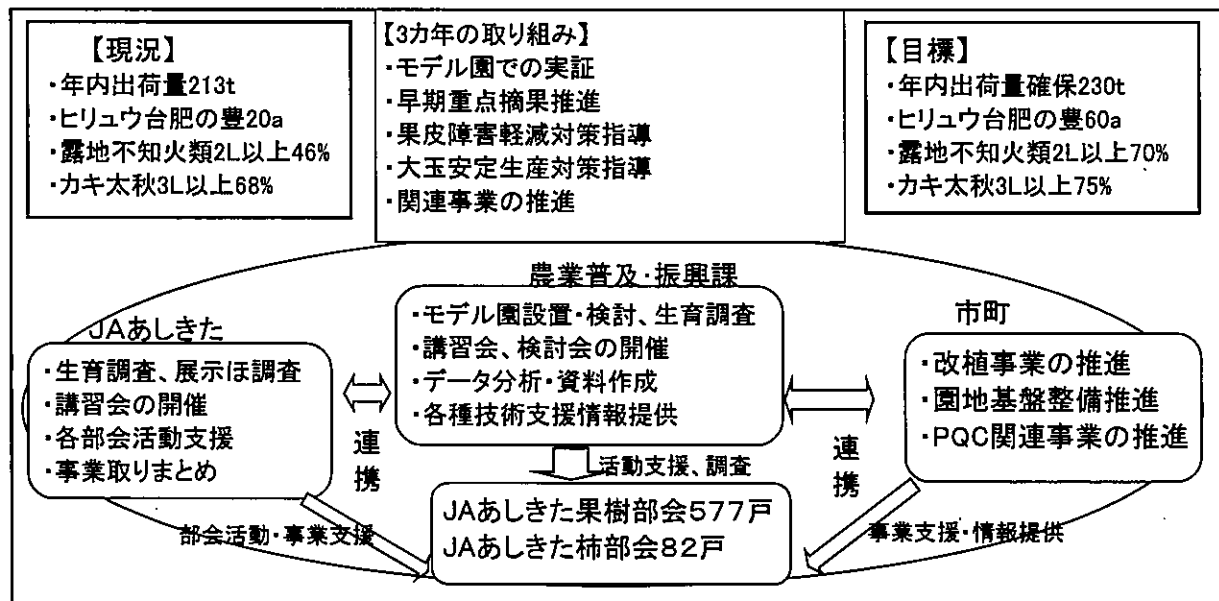 【現況】
・年内出荷量213t
・ヒリュウ台肥の豊20a
・露地不知火類2L以上46%
・カキ太秋3L以上68%
【3カ年の取り組み】
・モデル園での実証
・早期重点摘果推進
・果皮障害軽減対策指導
・大玉安定生産対策指導
・関連事業の推進
【目標】
・年内出荷量確保230t
・ヒリュウ台肥の豊60a
・露地不知火類2L以上70%
・カキ太秋3L以上75%
農業普及・振興課
・モデル園設置・検討、生育調査
・講習会、検討会の開催
・データ分析・資料作成
・各種技術支援情報提供
JAあしきた
・生育調査、展示ほ調査
・講習会の開催
・各部会活動支援
・事業取りまとめ
市町
・改植事業の推進
・園地基盤整備推進
・PQC関連事業の推進
連携
連携
活動支援、調査
JAあしきた果樹部会577戸
JAあしきた柿部会82戸
部会活動・事業支援
事業支援・情報提供